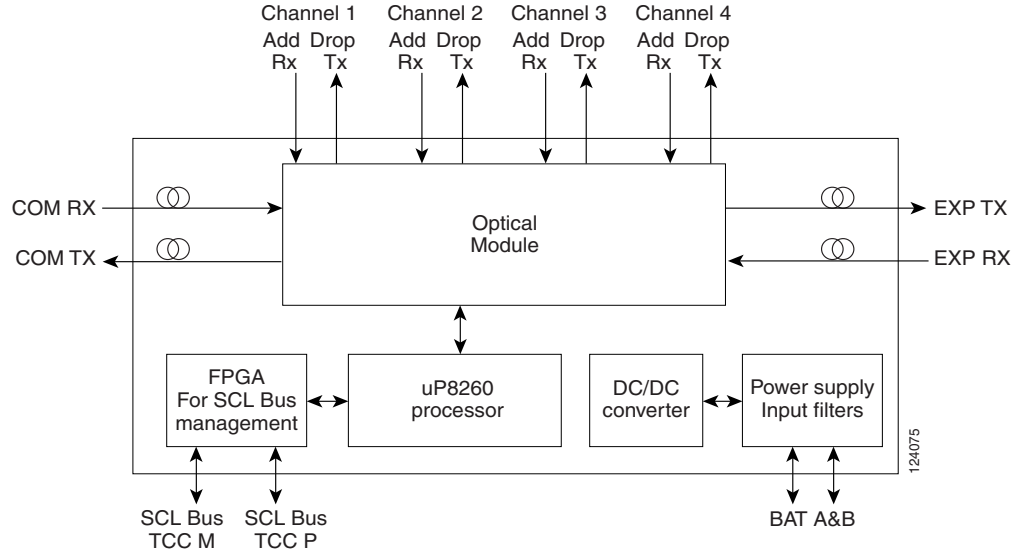 Channel 1 Channel 2 Channel 3 Channel 4
Add Drop Add Drop Add Drop Add Drop
Rx Tx Rx Tx Rx Tx Rx Tx
COM RX
EXP TX
Optical
Module
COM TX
EXP RX
FPGA
For SCL Bus
management
uP8260
processor
DC/DC
converter
Power supply
Input filters
124075
SCL Bus
TCC M
SCL Bus
TCC P
BAT A&B